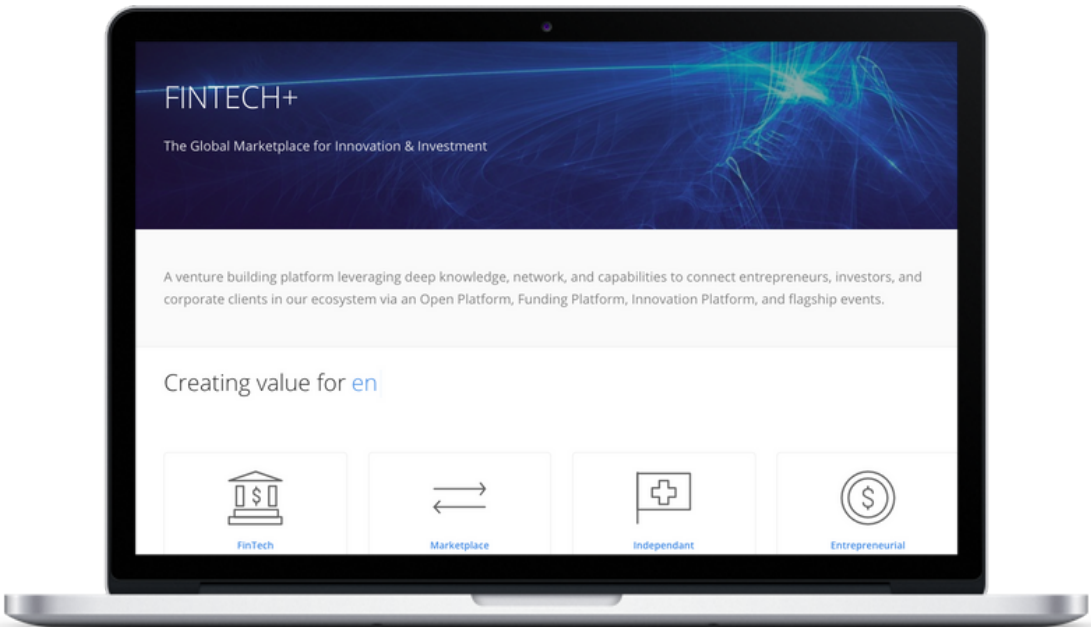 FINTECH+
The Global Marketplace for Innovation & Investment
A venture building platform leveraging deep knowledge, network, and capabilities to connect entrepreneurs, investors, and
corporate clients in our ecosystem via an Open Platform, Funding Platform, Innovation Platform, and flagship events.
Creating value for en
$ $
FinTech Marketplace Independant Entrepreneurial